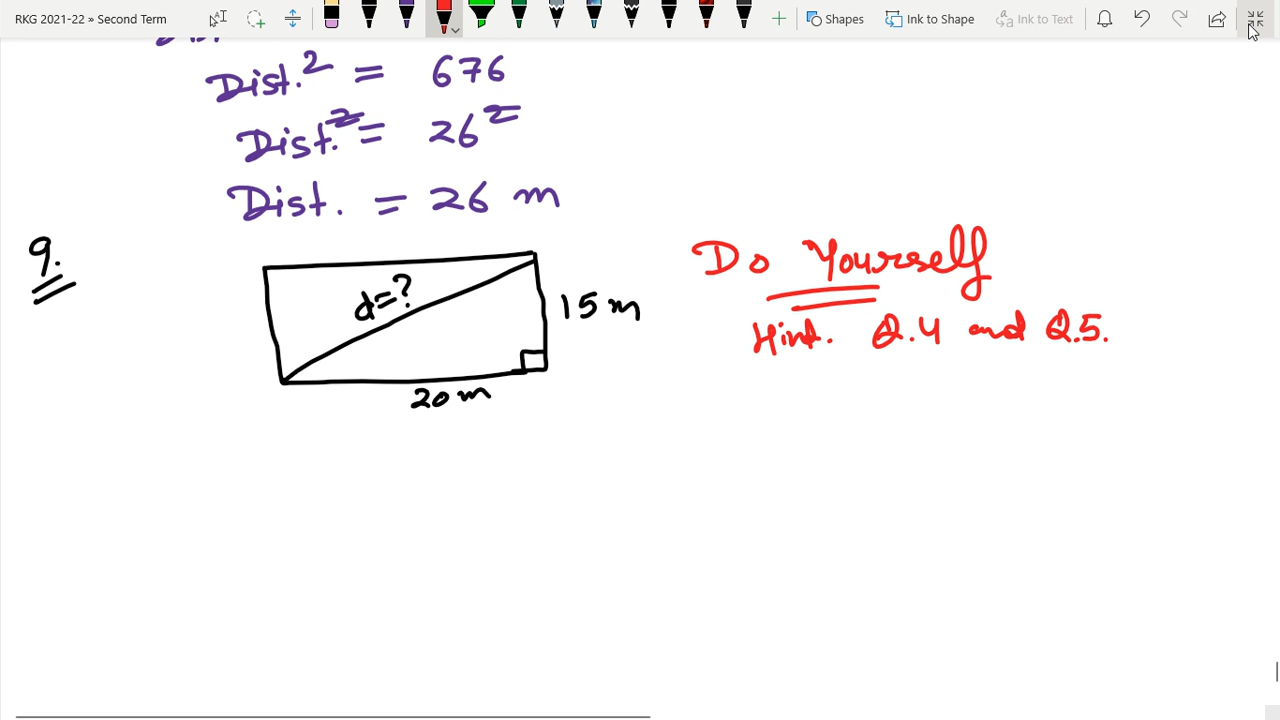 RKG 2021-22 » Second Term
Shapes
Ink to Shape
Ink to Text
Dist.² = 676
Dist.² = 26²
Dist. = 26 m
9.
d=?
15 m
20 m
Do Yourself
Hint. Q.4 and Q.5.